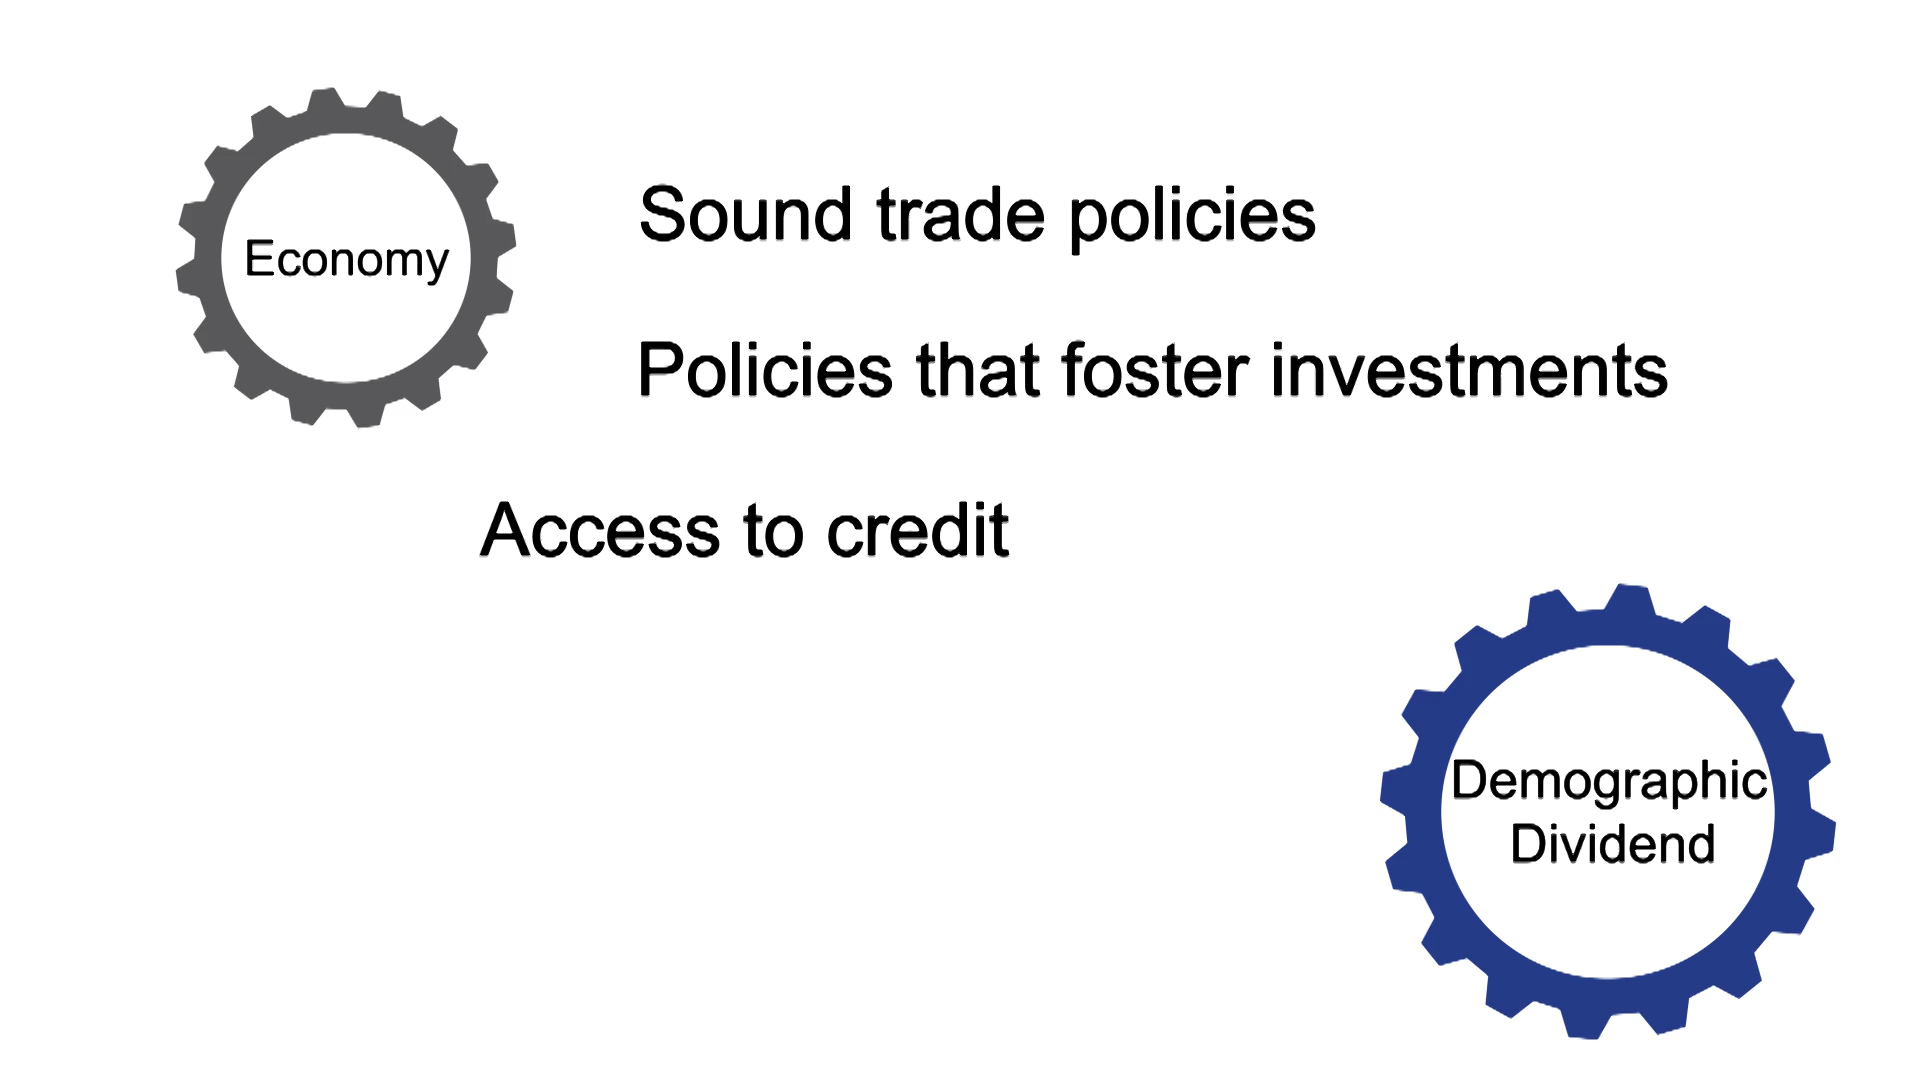 Economy
Sound trade policies
Policies that foster investments
Access to credit
Demographic
Dividend